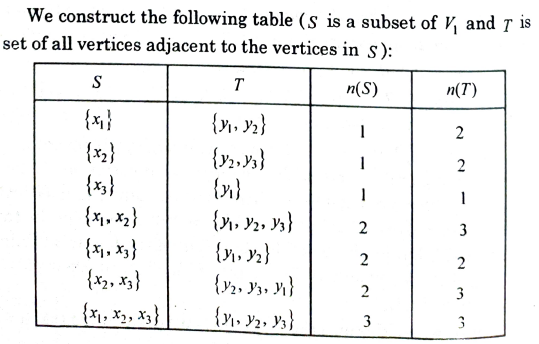 We construct the following table (S is a subset of V₁ and T is
set of all vertices adjacent to the vertices in S):
S T n(S) n(T)
{x₁} {y₁, y₂} 1 2
{x₂} {y₂, y₃} 1 2
{x₃} {y₁} 1 1
{x₁, x₂} {y₁, y₂, y₃} 2 3
{x₁, x₃} {y₁, y₂} 2 2
{x₂, x₃} {y₂, y₃, y₁} 2 3
{x₁, x₂, x₃} {y₁, y₂, y₃} 3 3